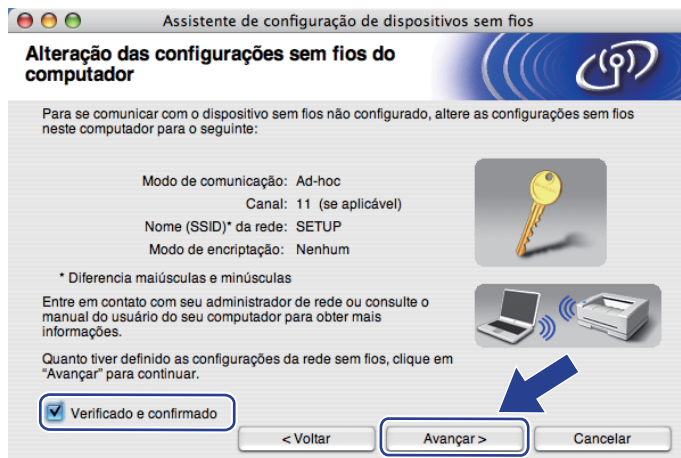 Assistente de configuração de dispositivos sem fios
Alteração das configurações sem fios do
computador
Para se comunicar com o dispositivo sem fios não configurado, altere as configurações sem fios
neste computador para o seguinte:
Modo de comunicação: Ad-hoc
Canal: 11 (se aplicável)
Nome (SSID)* da rede: SETUP
Modo de encriptação: Nenhum
* Diferencia maiúsculas e minúsculas
Entre em contato com seu administrador de rede ou consulte o
manual do usuário do seu computador para obter mais
informações.
Quanto tiver definido as configurações da rede sem fios, clique em
"Avançar" para continuar.
Verificado e confirmado
< Voltar
Avançar >
Cancelar